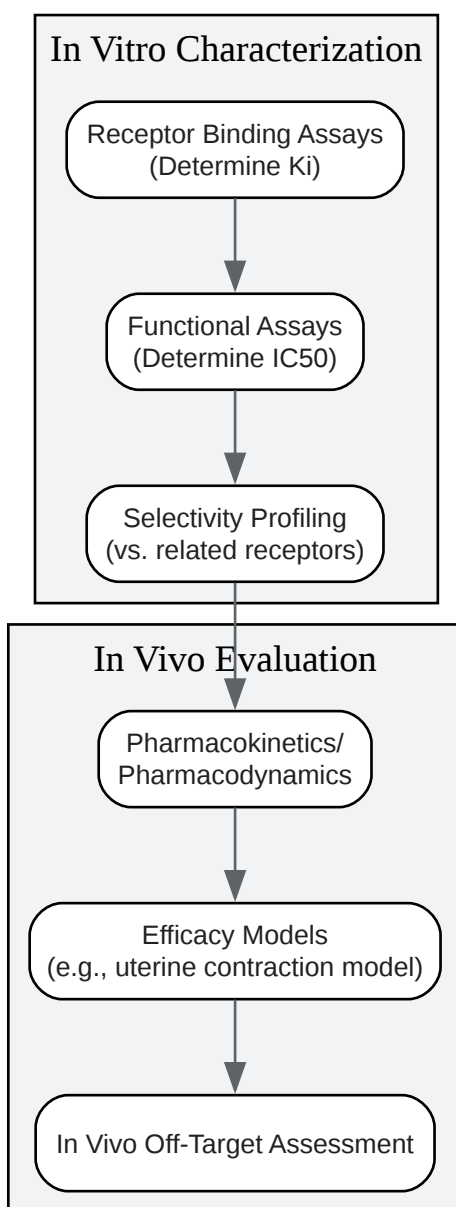 In Vitro Characterization
Receptor Binding Assays
(Determine Ki)
Functional Assays
(Determine IC50)
Selectivity Profiling
(vs. related receptors)
In Vivo Evaluation
Pharmacokinetics/
Pharmacodynamics
Efficacy Models
(e.g., uterine contraction model)
In Vivo Off-Target Assessment